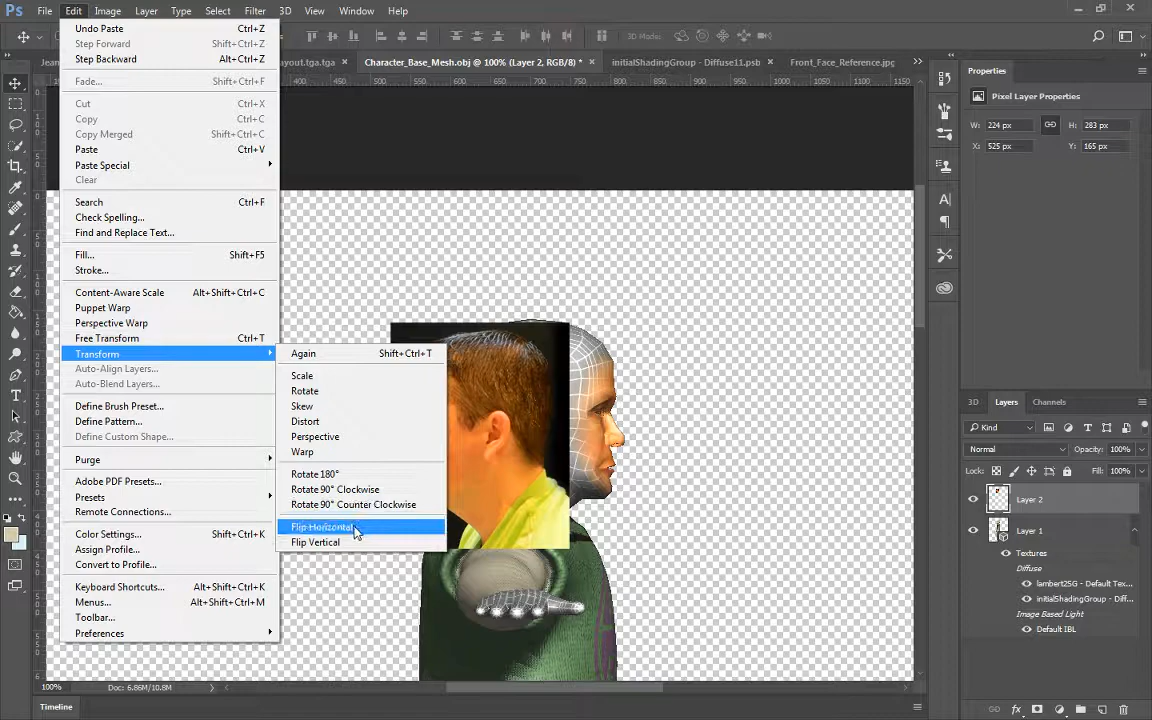 Ps File Edit Image Layer Type Select Filter 3D View Window Help
3D Mode:
ayout.tga.tga × Character_Base_Mesh.obj @ 100% (Layer 2, RGB/8) * × initialShadingGroup - Diffuse11.psb × Front_Face_Reference.jpg
Undo Paste Ctrl+Z
Step Forward Shift+Ctrl+Z
Step Backward Alt+Ctrl+Z
Fade... Shift+Ctrl+F
Cut Ctrl+X
Copy Ctrl+C
Copy Merged Shift+Ctrl+C
Paste Ctrl+V
Paste Special
Clear
Search Ctrl+F
Check Spelling...
Find and Replace Text...
Fill... Shift+F5
Stroke...
Content-Aware Scale Alt+Shift+Ctrl+C
Puppet Warp
Perspective Warp
Free Transform Ctrl+T
Transform
Auto-Align Layers...
Auto-Blend Layers...
Define Brush Preset...
Define Pattern...
Define Custom Shape...
Purge
Adobe PDF Presets...
Presets
Remote Connections...
Color Settings... Shift+Ctrl+K
Assign Profile...
Convert to Profile...
Keyboard Shortcuts... Alt+Shift+Ctrl+K
Menus... Alt+Shift+Ctrl+M
Toolbar...
Preferences
Again Shift+Ctrl+T
Scale
Rotate
Skew
Distort
Perspective
Warp
Rotate 180°
Rotate 90° Clockwise
Rotate 90° Counter Clockwise
Flip Horizontal
Flip Vertical
300 350 400 450 500 550 600 650 700 750 800 850 900 950 1000 1050 1100 1150
Properties
Pixel Layer Properties
W: 224 px H: 283 px
X: 525 px Y: 165 px
3D Layers Channels
Kind
Normal Opacity: 100%
Lock: Fill: 100%
Layer 2
Layer 1
Textures
Diffuse
lambert2SG - Default Tex...
initialShadingGroup - Diff...
Image Based Light
Default IBL
100% Doc: 6.86M/10.8M
Timeline